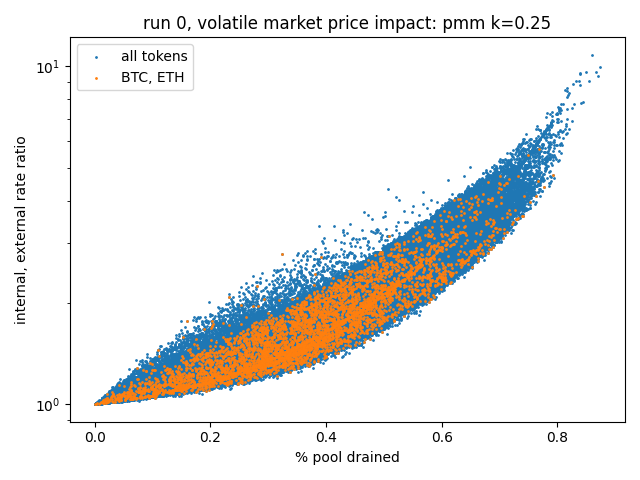 run 0, volatile market price impact: pmm k=0.25
all tokens
BTC, ETH
internal, external rate ratio
10¹
10⁰
0.0 0.2 0.4 0.6 0.8
% pool drained